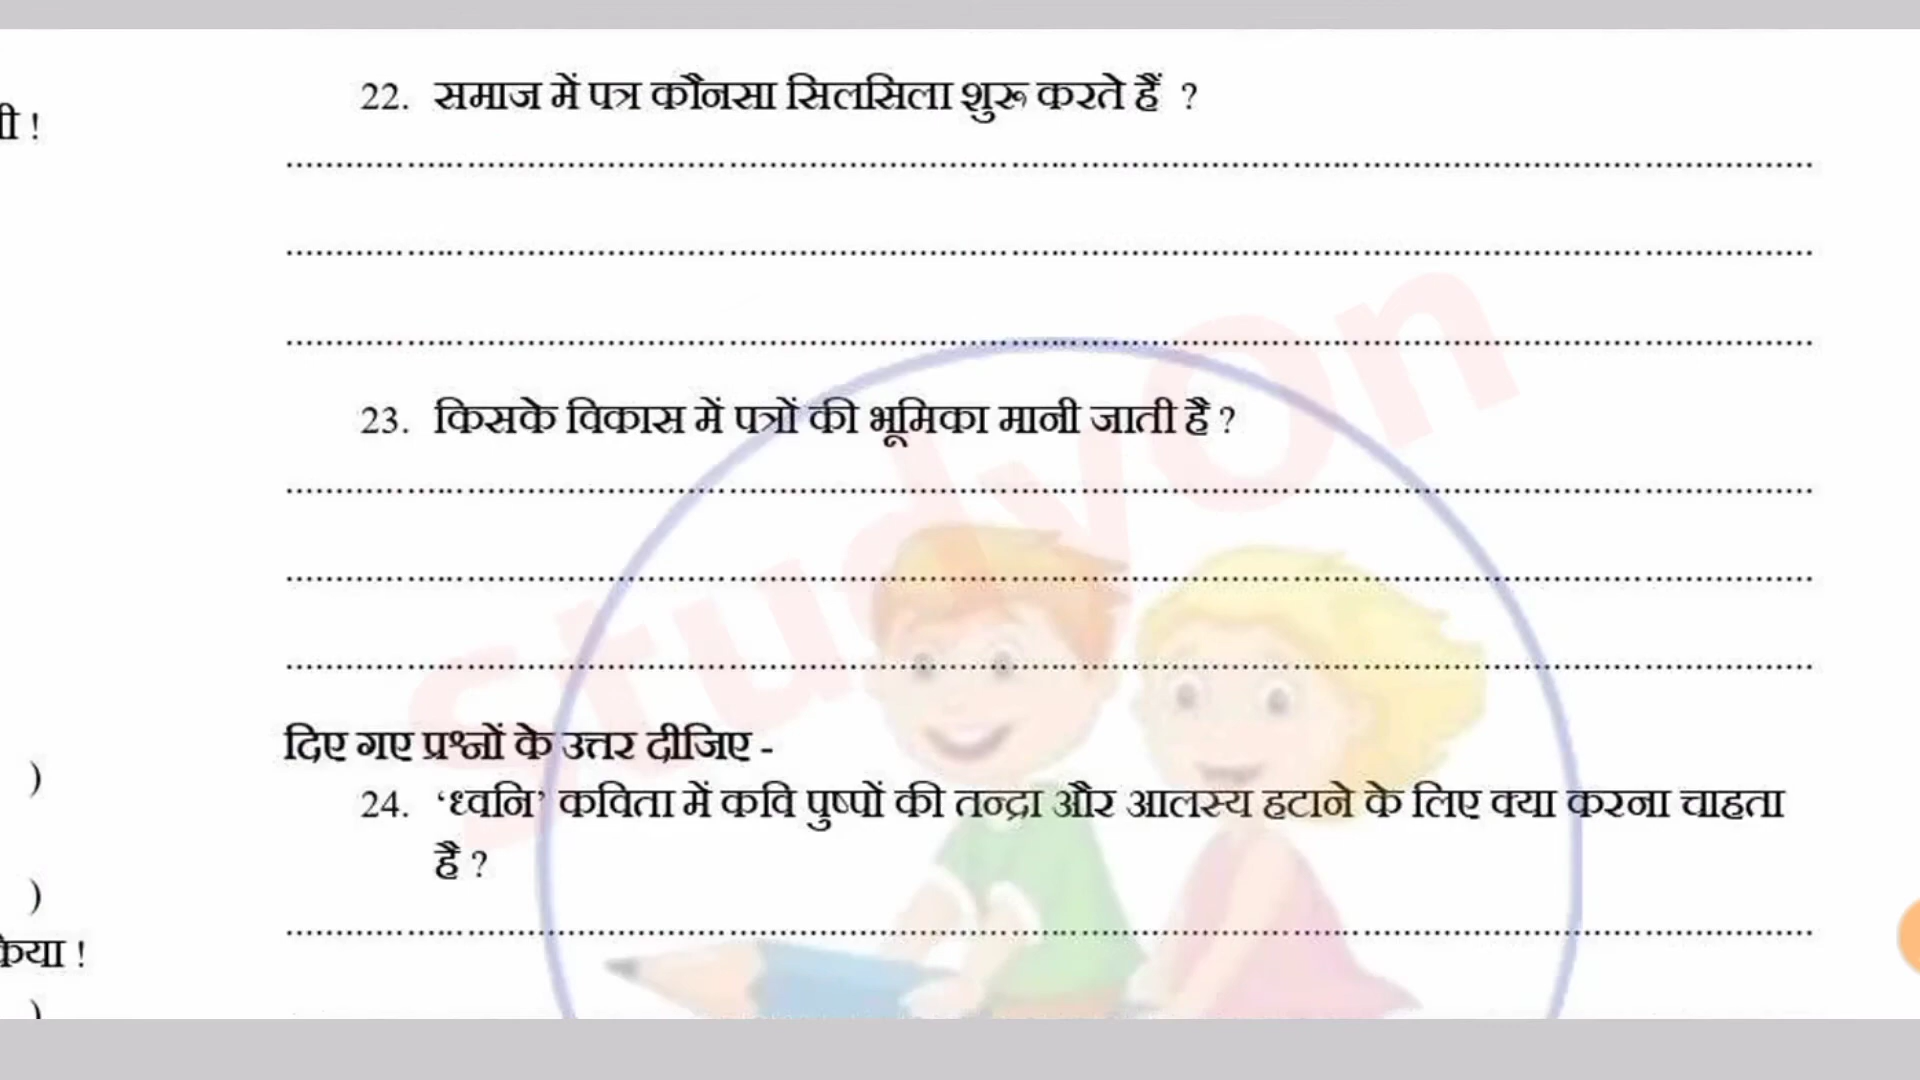 22. समाज में पत्र कौनसा सिलसिला शुरू करते हैं ?
ी !
23. किसके विकास में पत्रों की भूमिका मानी जाती है ?
दिए गए प्रश्नों के उत्तर दीजिए -
)
24. ‘ध्वनि’ कविता में कवि पुष्पों की तन्द्रा और आलस्य हटाने के लिए क्या करना चाहता
है ?
)
!
)
studyOn